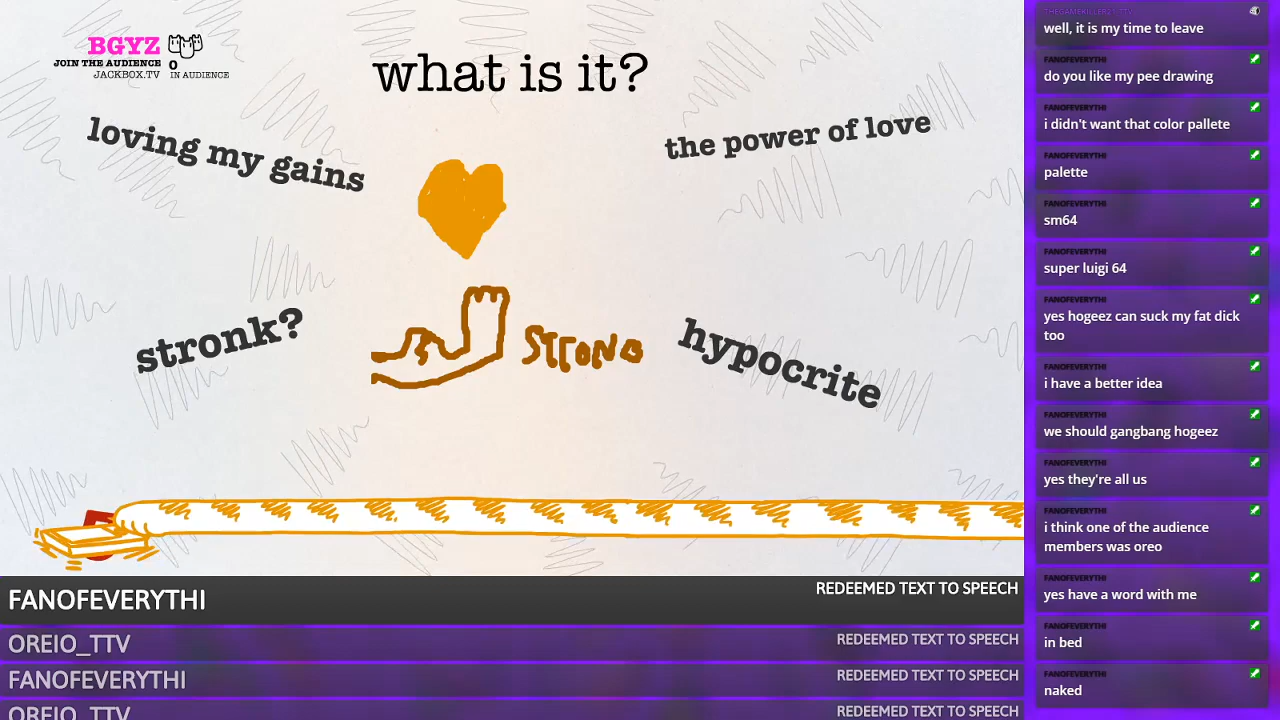 BGYZ
JOIN THE AUDIENCE
JACKBOX.TV
0
IN AUDIENCE
what is it?
loving my gains
the power of love
stronk?
STRONG
hypocrite
FANOFEVERYTHI
REDEEMED TEXT TO SPEECH
OREIO_TTV
REDEEMED TEXT TO SPEECH
FANOFEVERYTHI
REDEEMED TEXT TO SPEECH
OREIO_TTV
REDEEMED TEXT TO SPEECH
well, it is my time to leave
FANOFEVERYTHI
do you like my pee drawing
FANOFEVERYTHI
i didn't want that color pallete
FANOFEVERYTHI
palette
FANOFEVERYTHI
sm64
FANOFEVERYTHI
super luigi 64
FANOFEVERYTHI
yes hogeez can suck my fat dick
too
FANOFEVERYTHI
i have a better idea
FANOFEVERYTHI
we should gangbang hogeez
FANOFEVERYTHI
yes they're all us
FANOFEVERYTHI
i think one of the audience
members was oreo
FANOFEVERYTHI
yes have a word with me
FANOFEVERYTHI
in bed
FANOFEVERYTHI
naked